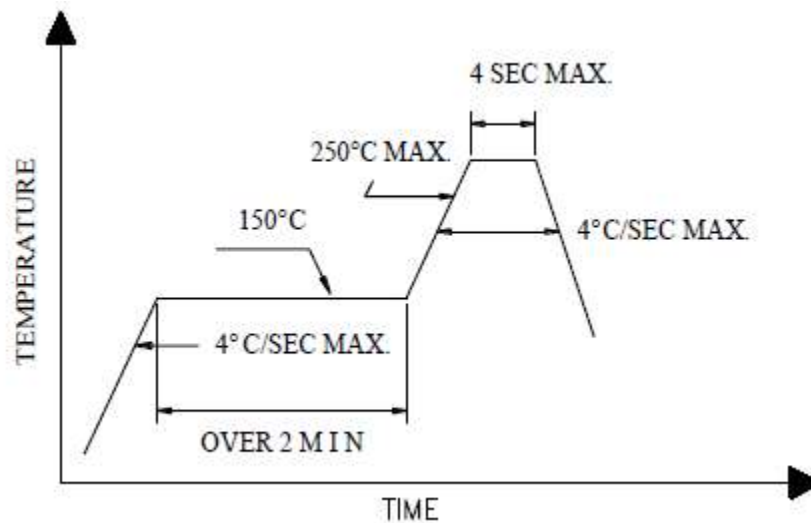 4 SEC MAX.
250°C MAX.
150°C
4°C/SEC MAX.
4°C/SEC MAX.
OVER 2 M I N
TEMPERATURE
TIME